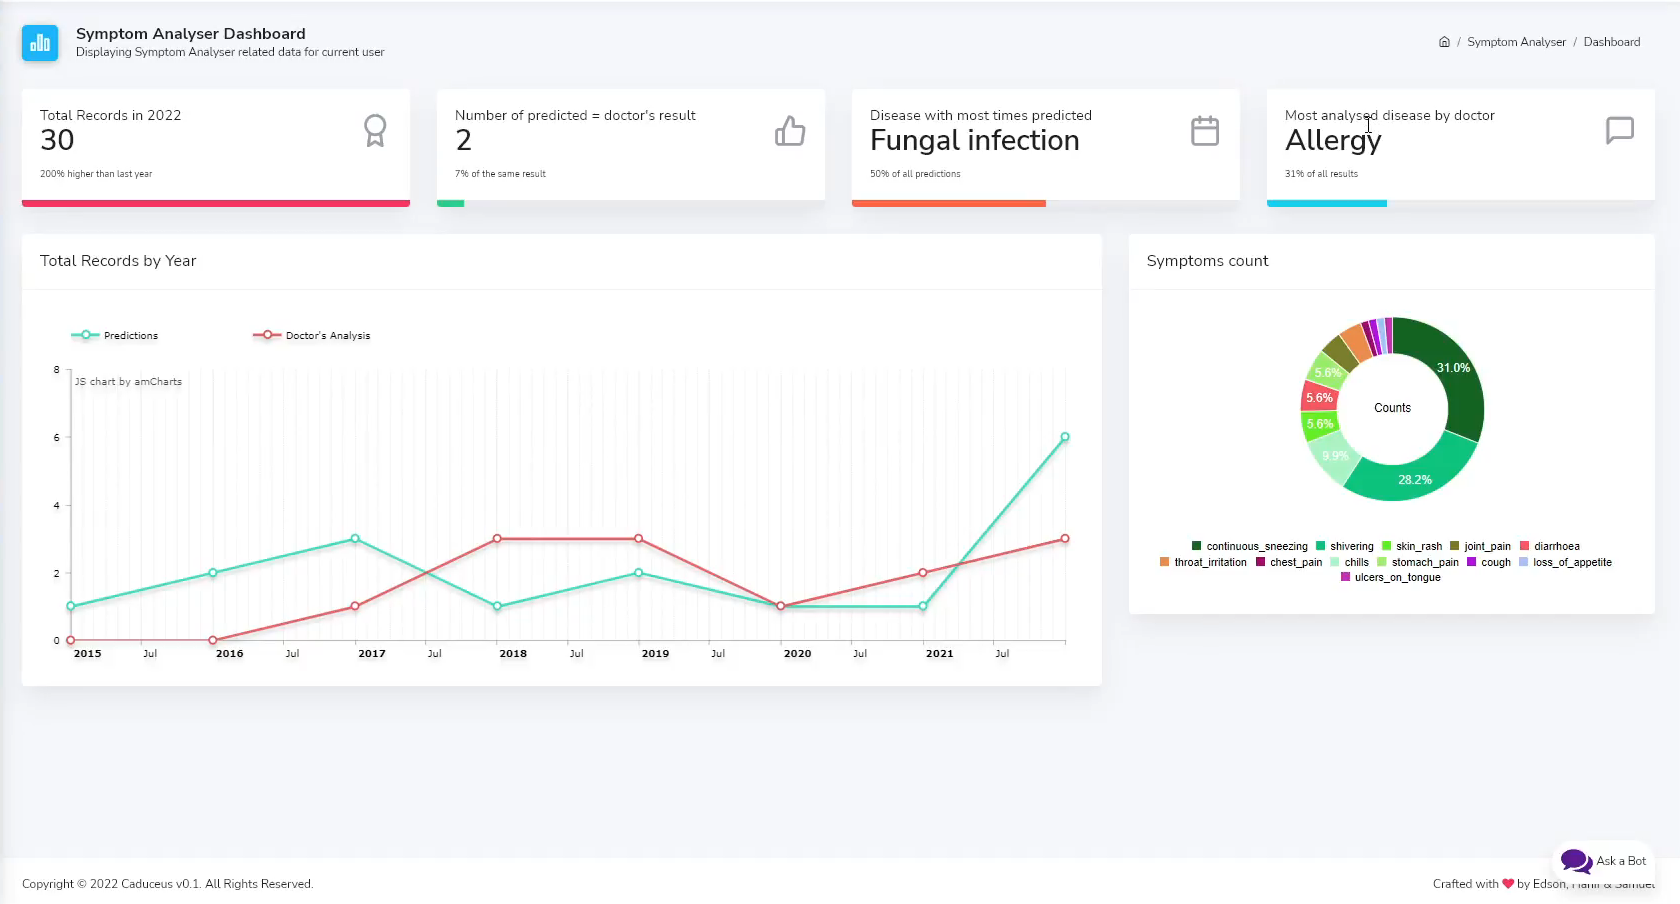 Symptom Analyser Dashboard
Displaying Symptom Analyser related data for current user
/ Symptom Analyser / Dashboard
Total Records in 2022
30
200% higher than last year
Number of predicted = doctor's result
2
7% of the same result
Disease with most times predicted
Fungal infection
50% of all predictions
Most analysed disease by doctor
Allergy
31% of all results
Total Records by Year
Predictions
Doctor's Analysis
JS chart by amCharts
8
6
4
2
0
2015 Jul 2016 Jul 2017 Jul 2018 Jul 2019 Jul 2020 Jul 2021 Jul
Symptoms count
31.0%
28.2%
9.9%
5.6%
5.6%
5.6%
Counts
continuous_sneezing shivering skin_rash joint_pain diarrhoea
throat_irritation chest_pain chills stomach_pain cough loss_of_appetite
ulcers_on_tongue
Ask a Bot
Copyright © 2022 Caduceus v0.1. All Rights Reserved.
Crafted with ❤ by Edson, Hanif & Samuel